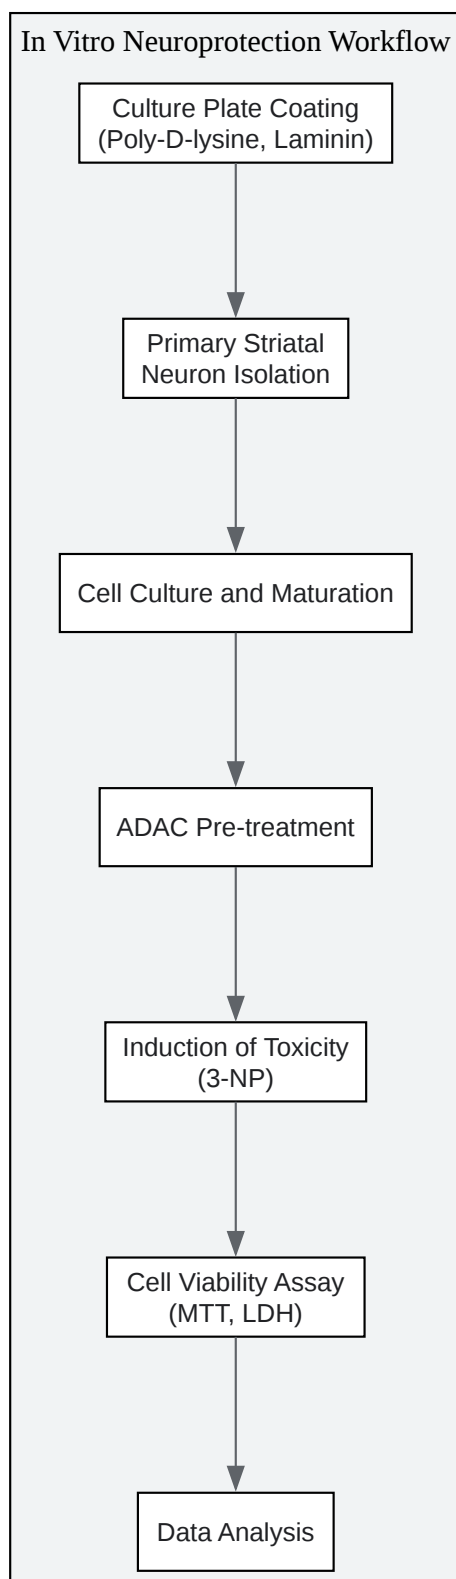 In Vitro Neuroprotection Workflow
Culture Plate Coating
(Poly-D-lysine, Laminin)
Primary Striatal
Neuron Isolation
Cell Culture and Maturation
ADAC Pre-treatment
Induction of Toxicity
(3-NP)
Cell Viability Assay
(MTT, LDH)
Data Analysis